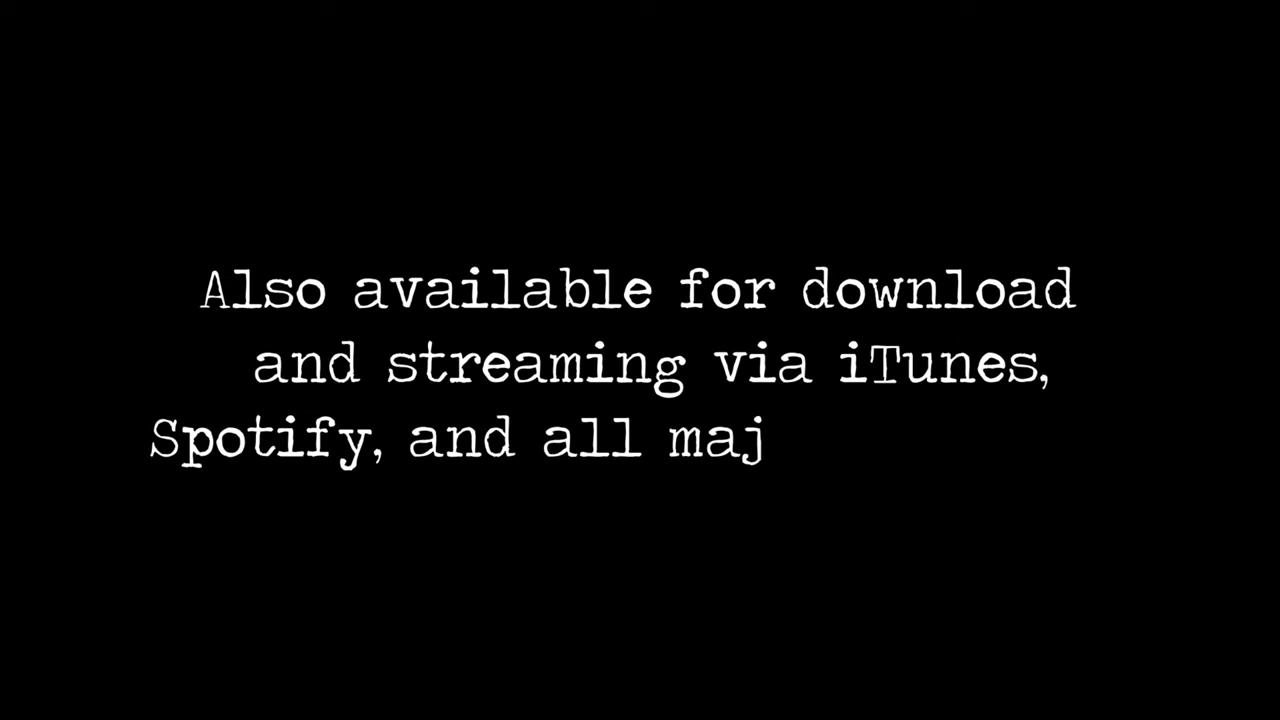 Also available for download
and streaming via iTunes,
Spotify, and all maj